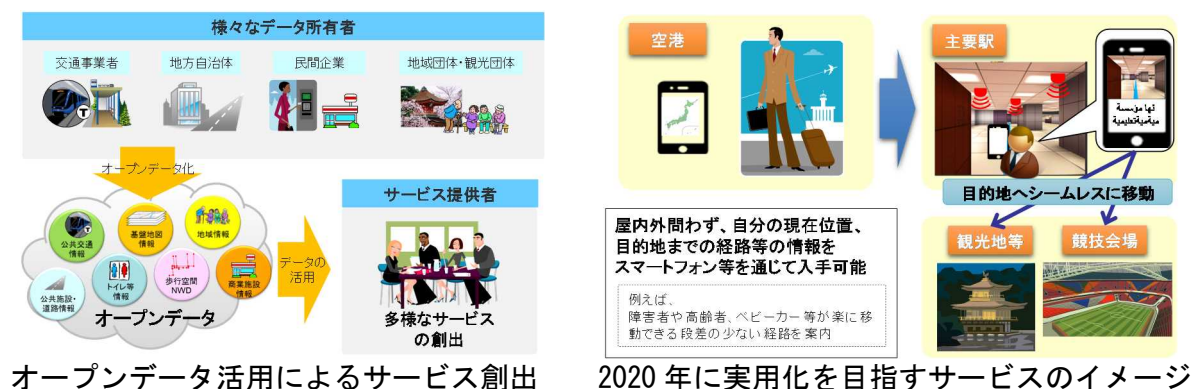 様々なデータ所有者
交通事業者
地方自治体
民間企業
地域団体・観光団体
T
オープンデータ化
公共交通
情報
基盤地図
情報
地域情報
公共施設・
道路情報
トイレ等
情報
歩行空間
NWD
商業施設
情報
オープンデータ
データの
活用
サービス提供者
多様なサービス
の創出
オープンデータ活用によるサービス創出
空港
主要駅
目的地へシームレスに移動
観光地等
競技会場
屋内外問わず、自分の現在位置、
目的地までの経路等の情報を
スマートフォン等を通じて入手可能
例えば、
障害者や高齢者、ベビーカー等が楽に移
動できる段差の少ない経路を案内
2020 年に実用化を目指すサービスのイメージ